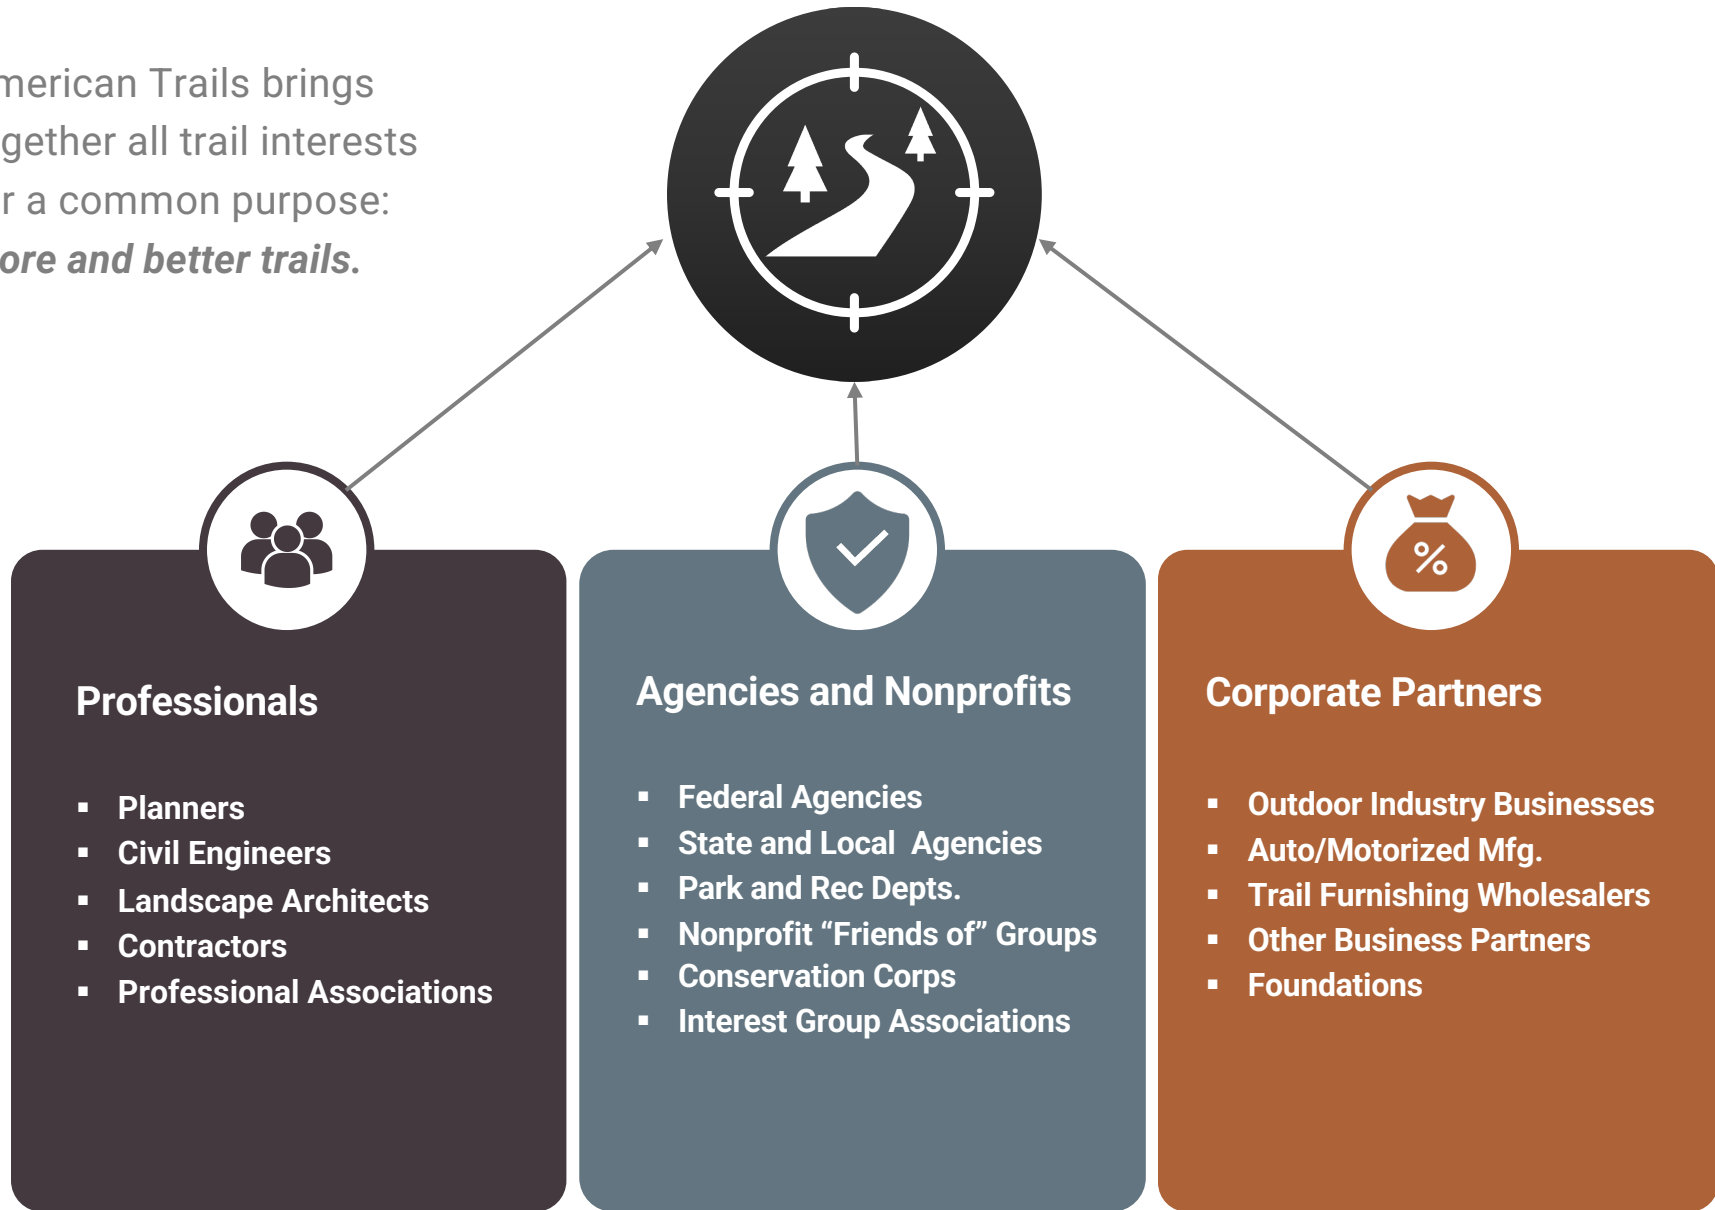 merican Trails brings
gether all trail interests
r a common purpose:
ore and better trails.
Professionals
▪ Planners
▪ Civil Engineers
▪ Landscape Architects
▪ Contractors
▪ Professional Associations
Agencies and Nonprofits
▪ Federal Agencies
▪ State and Local  Agencies
▪ Park and Rec Depts.
▪ Nonprofit “Friends of” Groups
▪ Conservation Corps
▪ Interest Group Associations
%
Corporate Partners
▪ Outdoor Industry Businesses
▪ Auto/Motorized Mfg.
▪ Trail Furnishing Wholesalers
▪ Other Business Partners
▪ Foundations